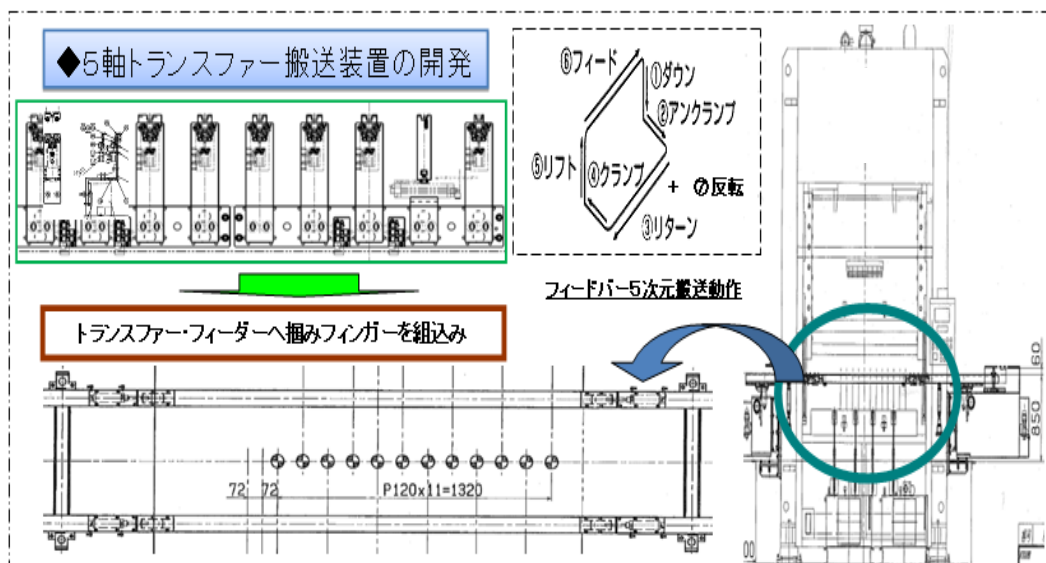 ◆5軸トランスファー搬送装置の開発
⑥フィード
①ダウン
②アンクランプ
⑤リフト
④クランプ
+ ⑦反転
③リターン
フィードバー5次元搬送動作
トランスファー・フィーダーへ掴みフィンガーを組込み
72
72
P120x11=1320
60
850
00